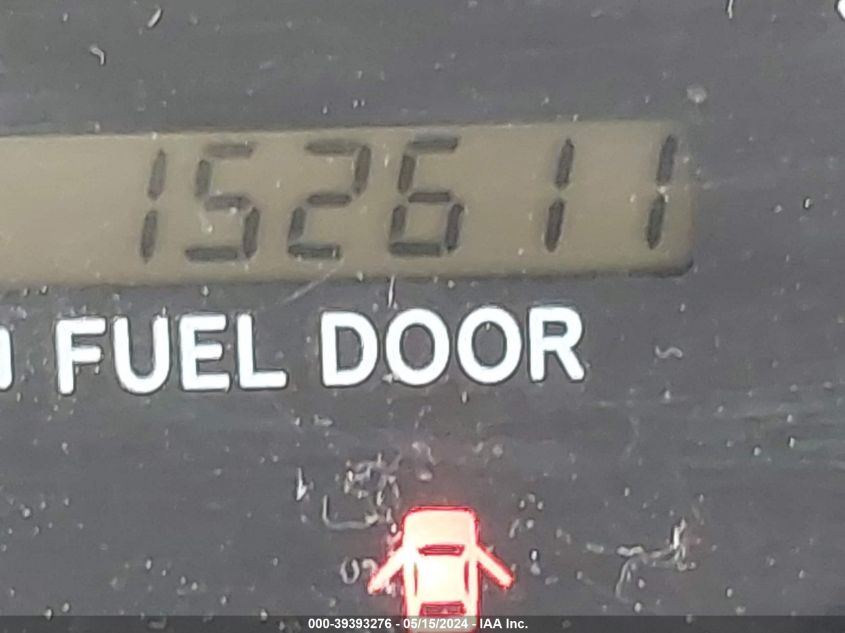 152611
FUEL DOOR
000-39393276 - 05/15/2024 - IAA Inc.